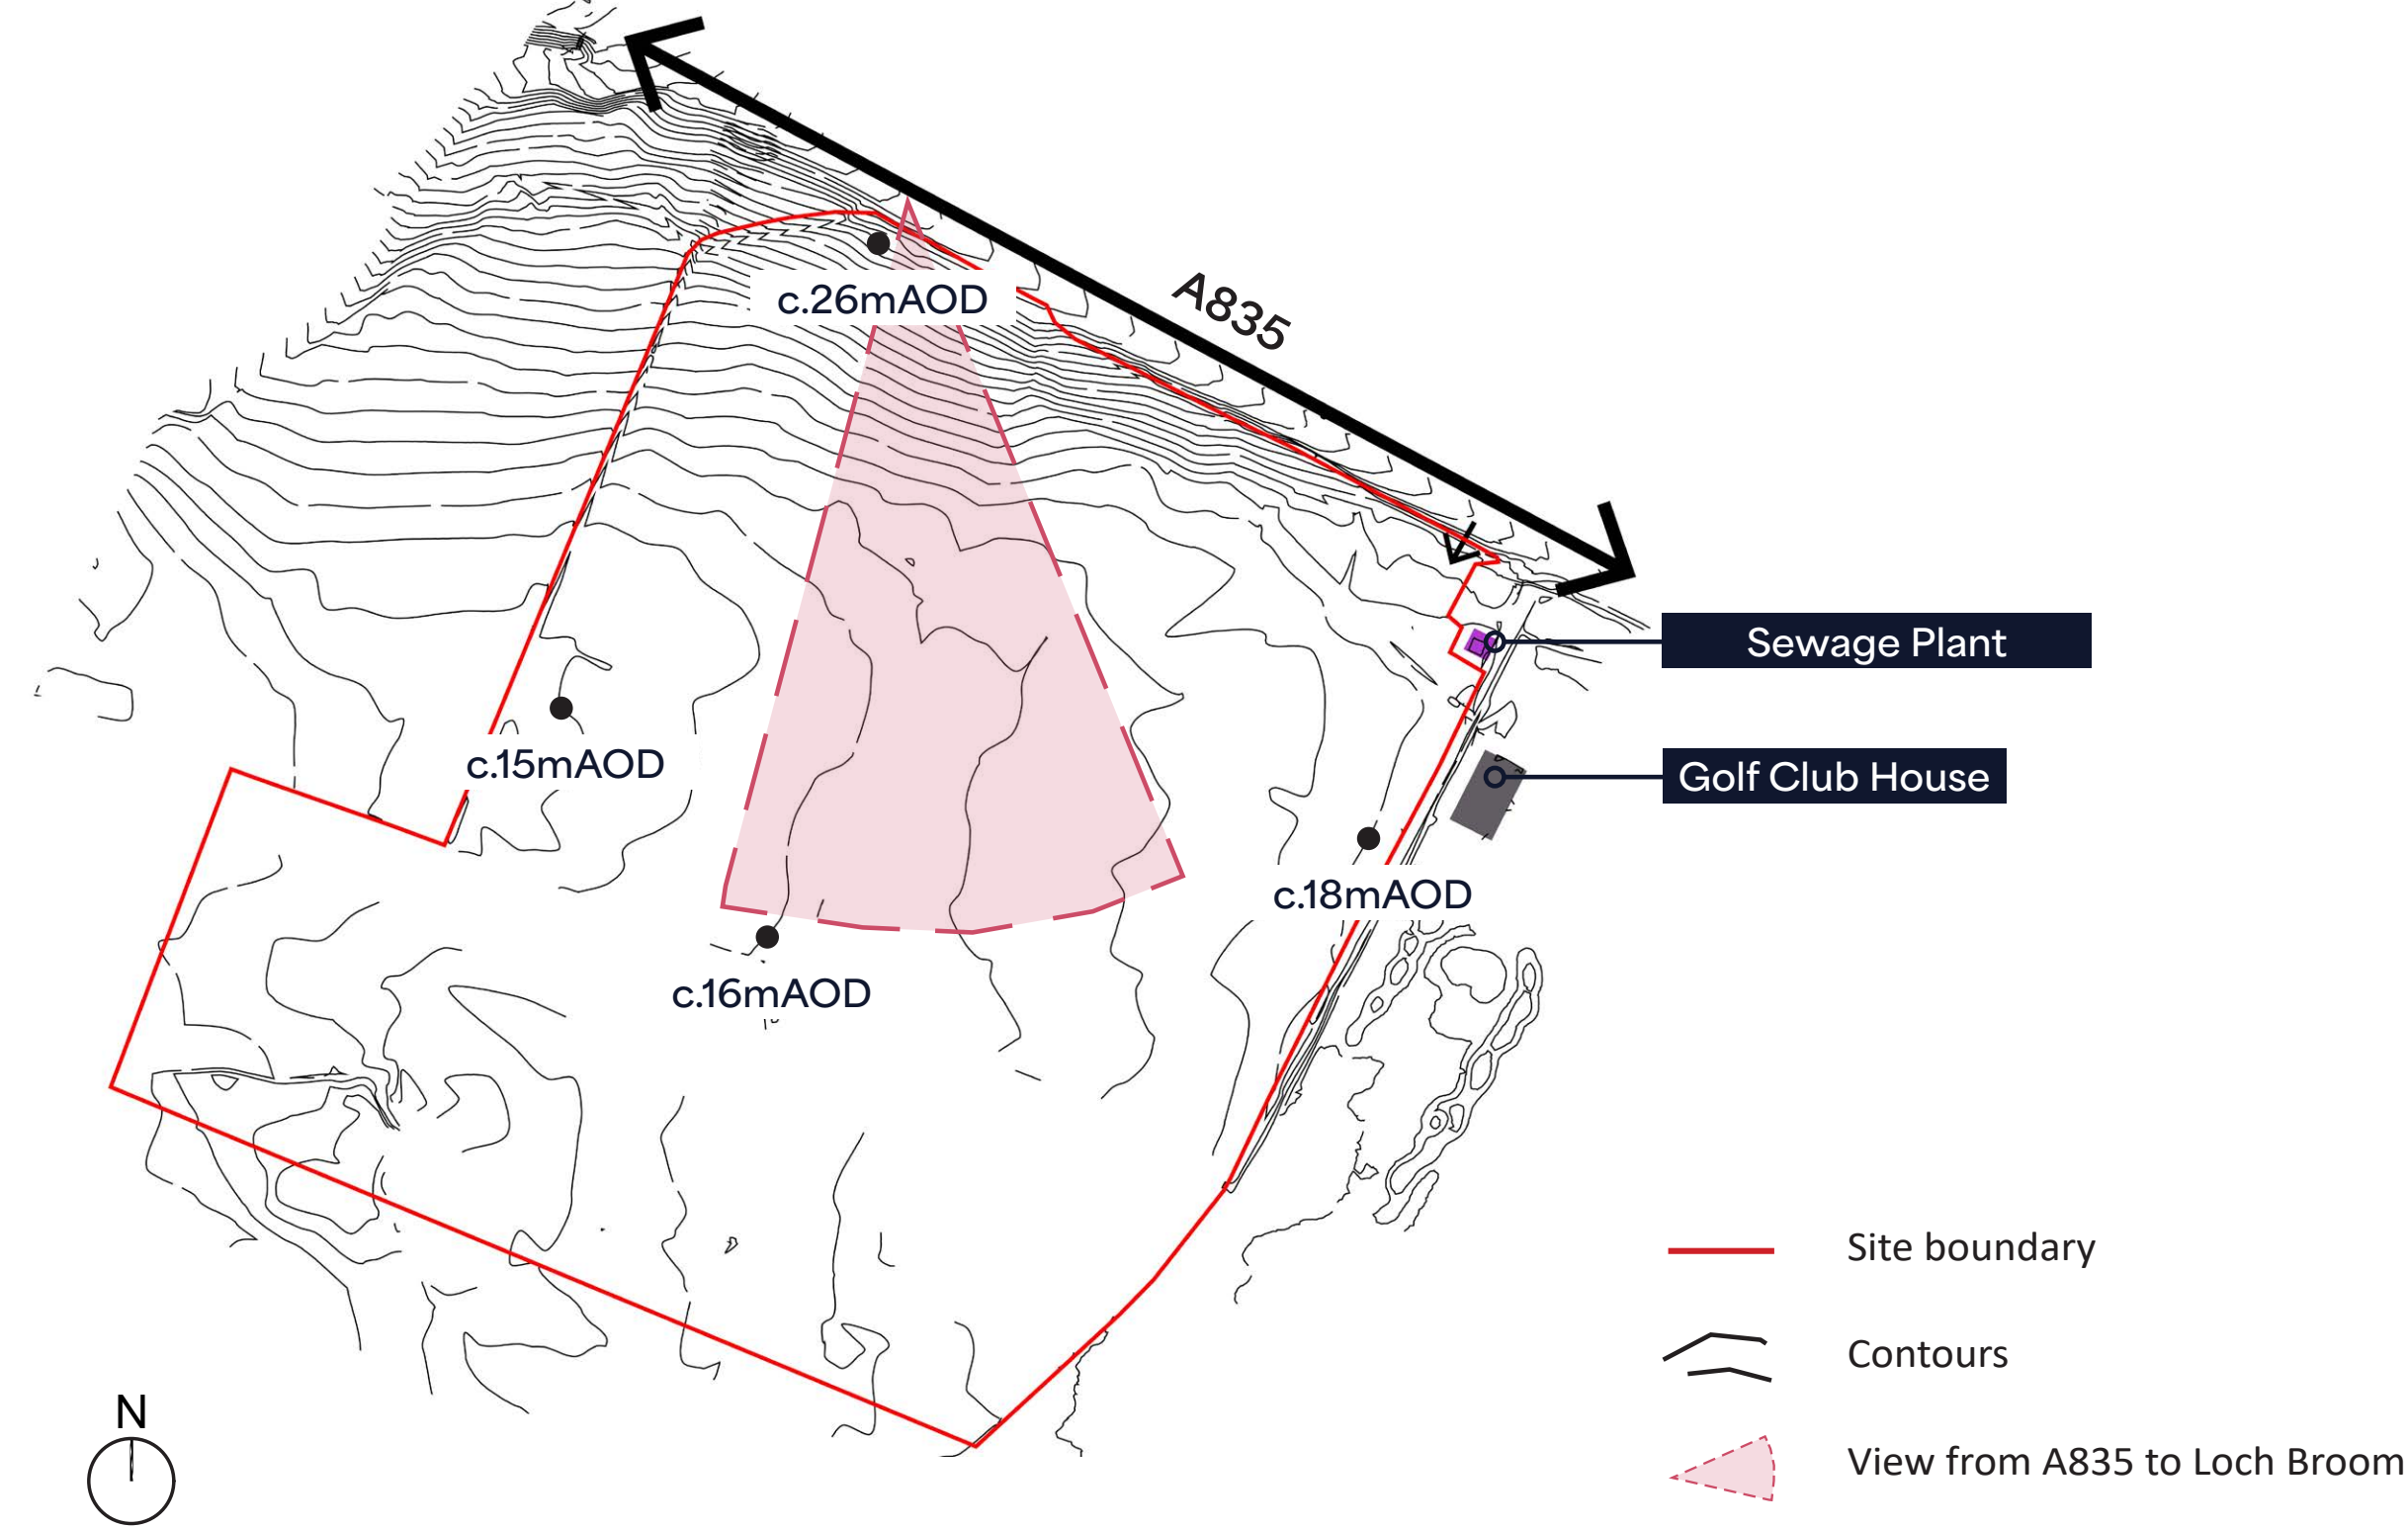 c.26mAOD
A835
Sewage Plant
c.15mAOD
Golf Club House
c.18mAOD
c.16mAOD
Site boundary
Contours
N
View from A835 to Loch Broom